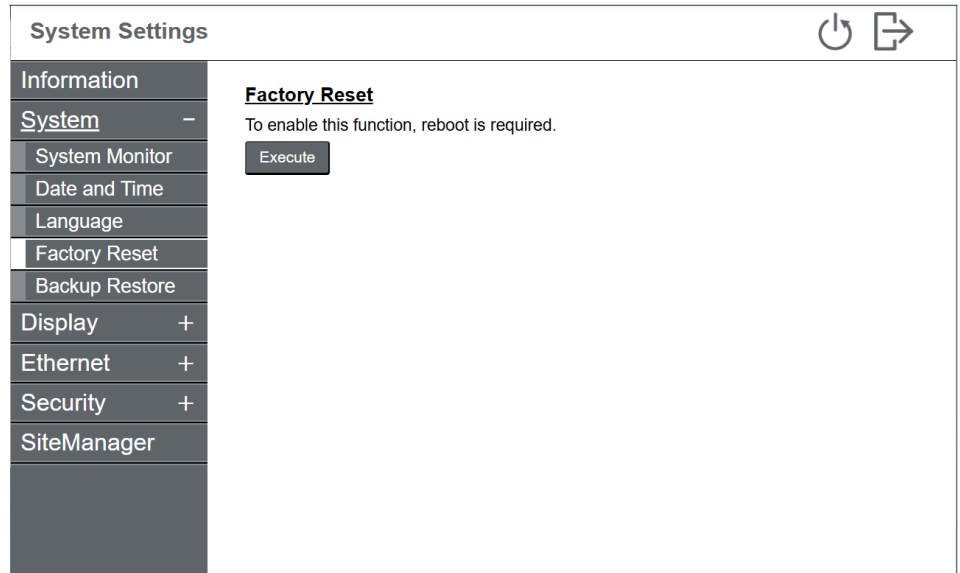 System Settings
Information
System −
System Monitor
Date and Time
Language
Factory Reset
Backup Restore
Display +
Ethernet +
Security +
SiteManager
Factory Reset
To enable this function, reboot is required.
Execute